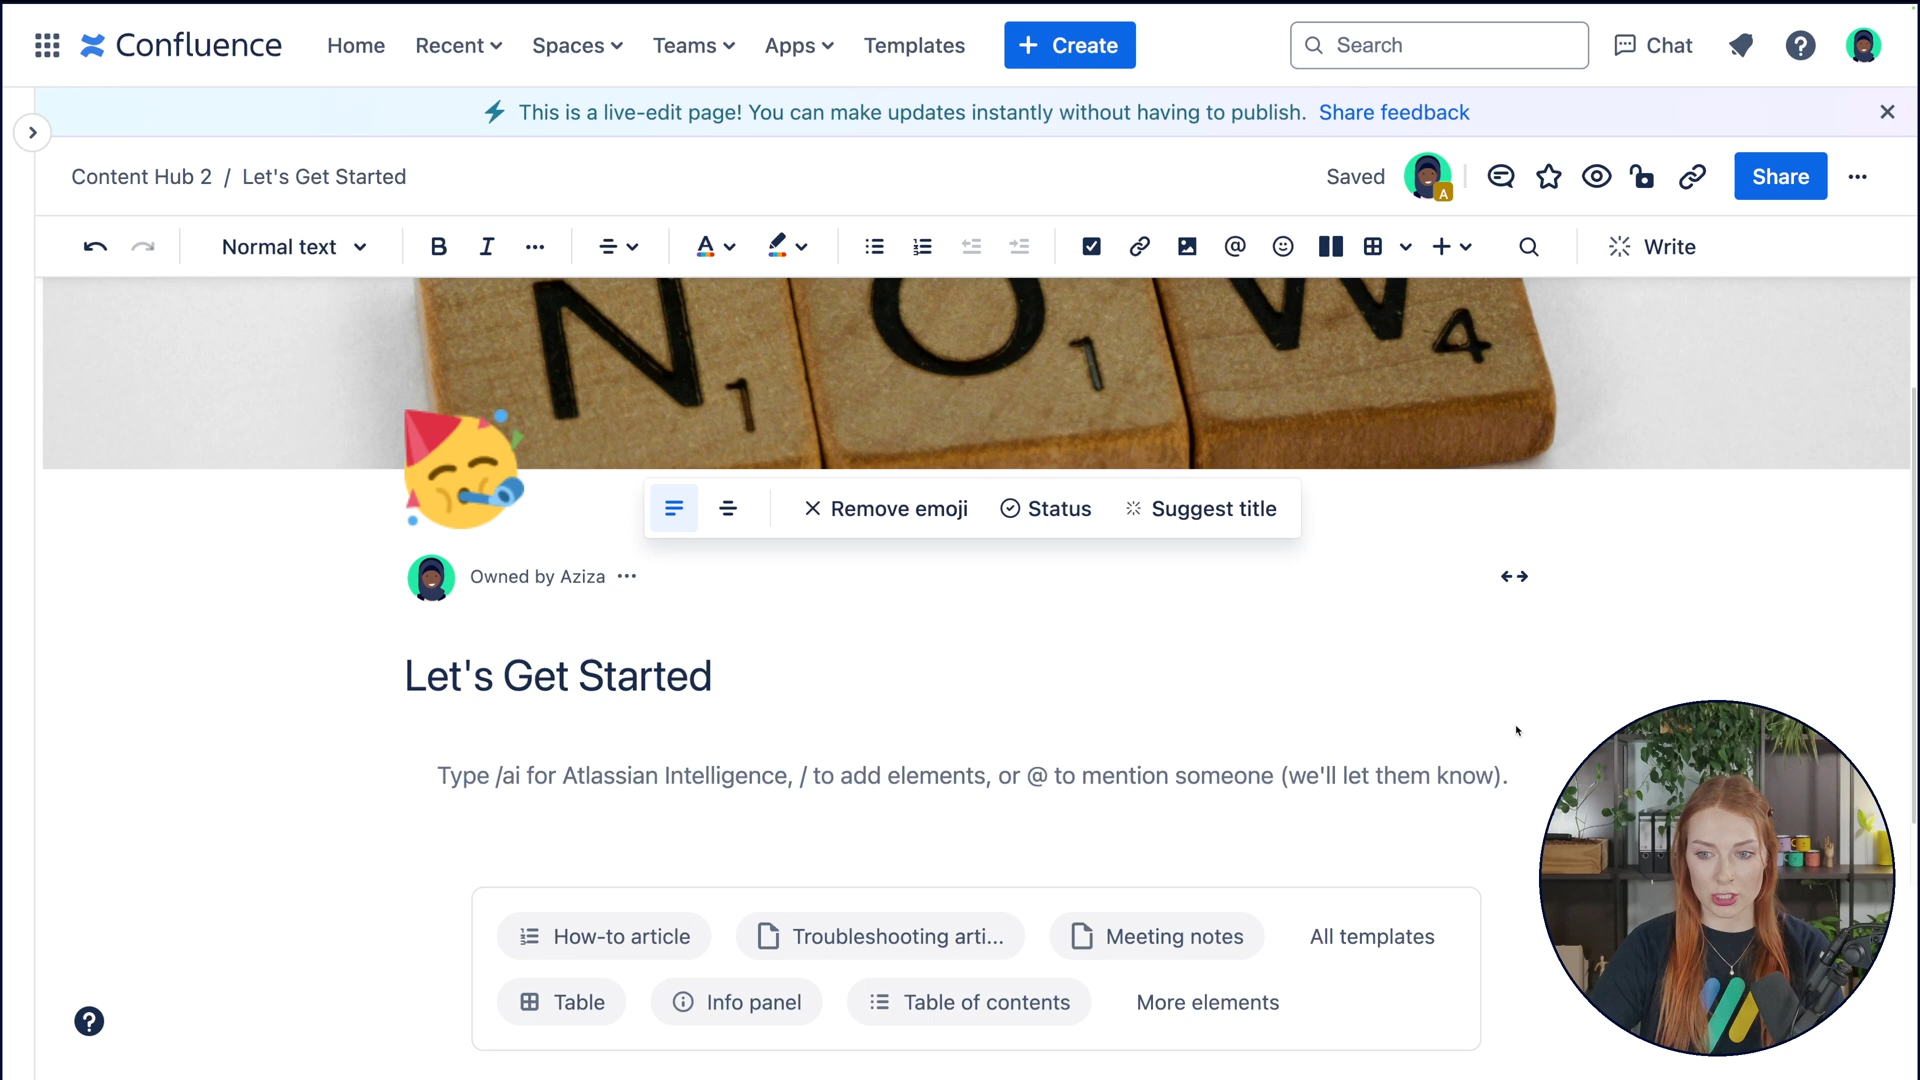 Confluence Home Recent Spaces Teams Apps Templates + Create Search Chat
This is a live-edit page! You can make updates instantly without having to publish. Share feedback
Content Hub 2 / Let's Get Started Saved A Share
Normal text B I A @ Write
N1 O1 W4
Remove emoji Status Suggest title
Owned by Aziza
Let's Get Started
Type /ai for Atlassian Intelligence, / to add elements, or @ to mention someone (we'll let them know).
How-to article Troubleshooting arti... Meeting notes All templates
Table Info panel Table of contents More elements